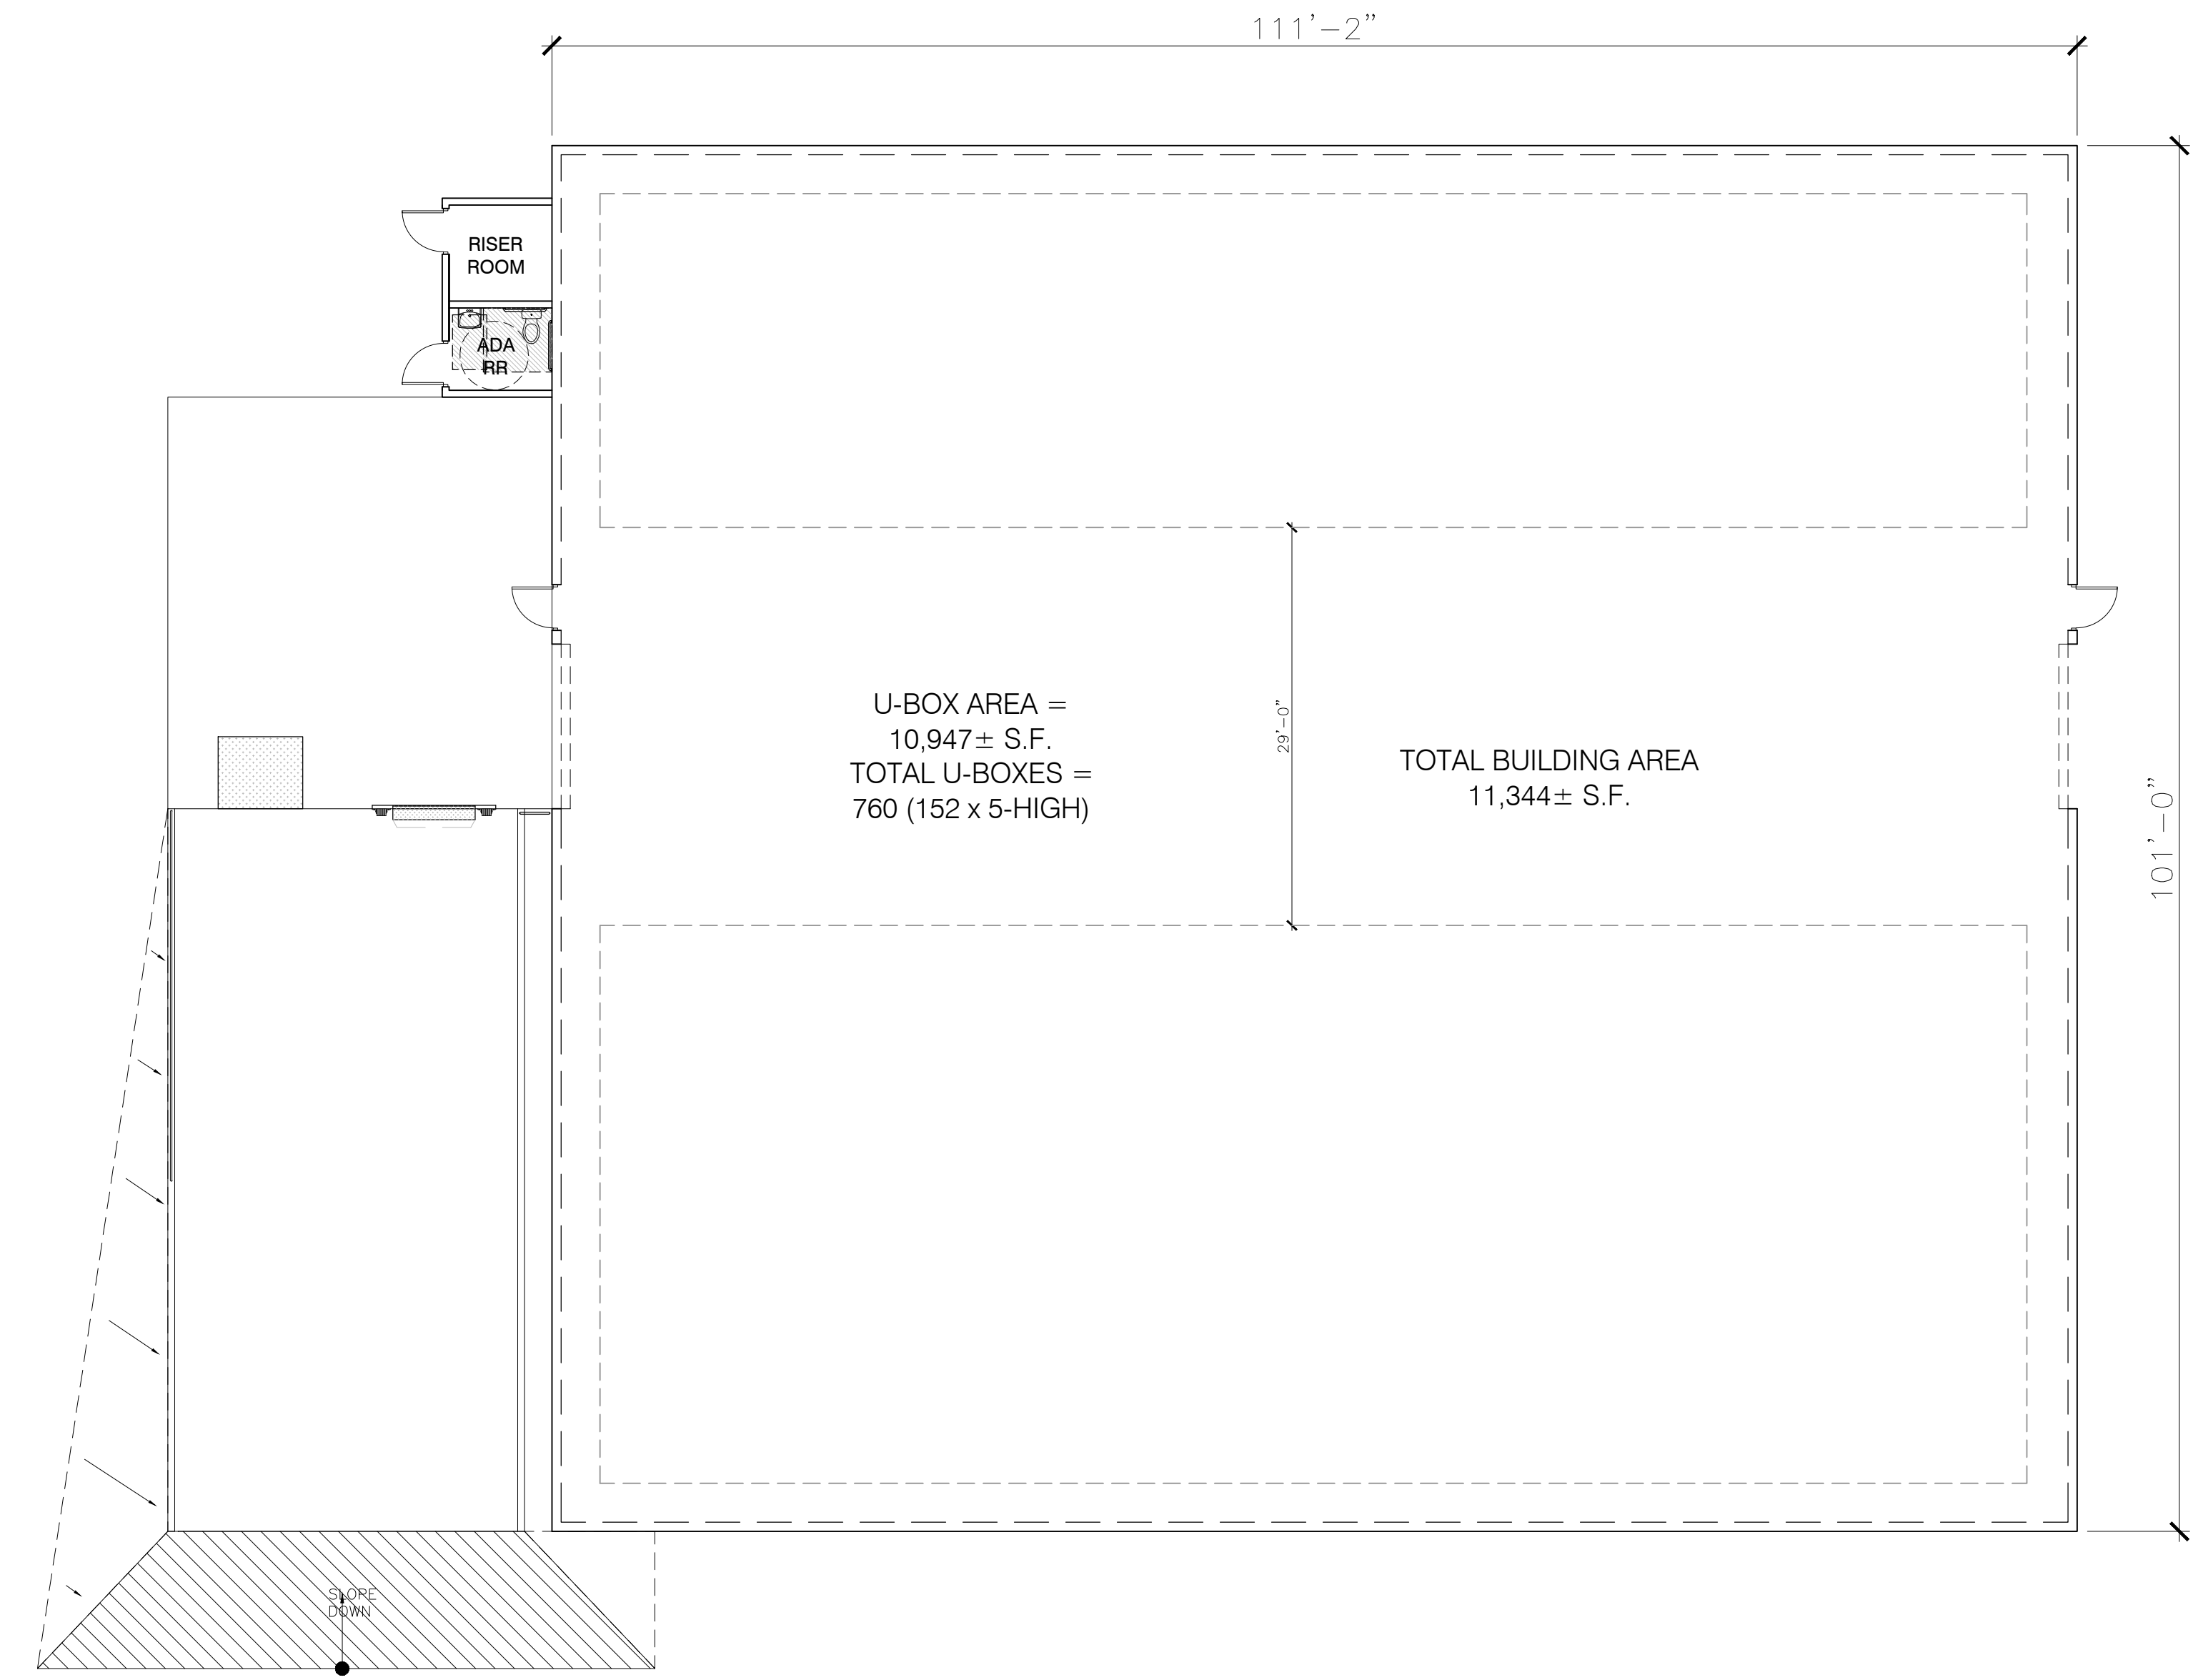 111'-2"
RISER
ROOM
ADA
RR
U-BOX AREA =
10,947± S.F.
TOTAL U-BOXES =
760 (152 x 5-HIGH)
29'-0"
TOTAL BUILDING AREA
11,344± S.F.
101'-0"
SLOPE
DOWN